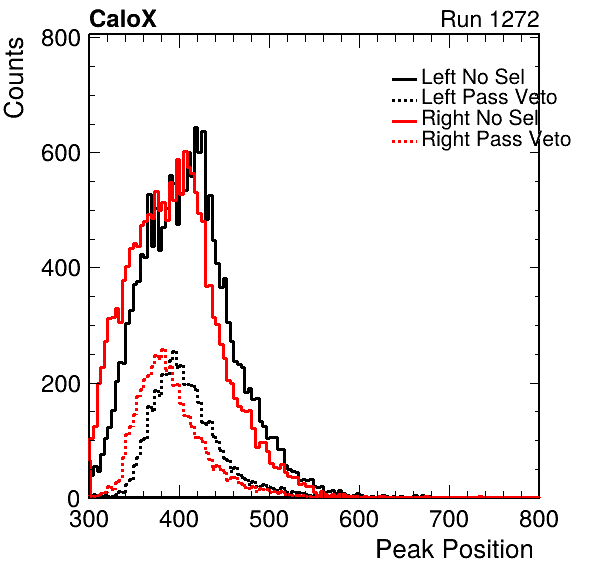 CaloX Run 1272
Counts
800
600
400
200
0
Left No Sel
Left Pass Veto
Right No Sel
Right Pass Veto
300 400 500 600 700 800
Peak Position